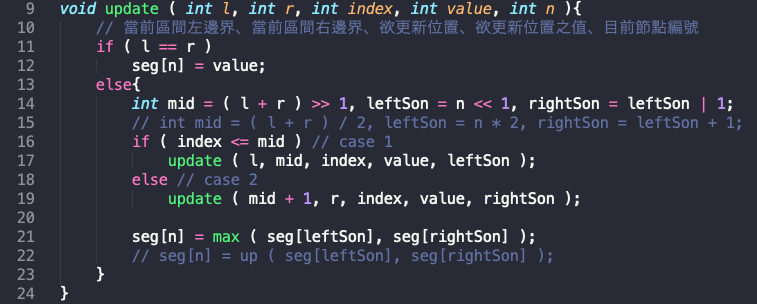 9 void update ( int l, int r, int index, int value, int n ){
10 // 當前區間左邊界、當前區間右邊界、欲更新位置、欲更新位置之值、目前節點編號
11 if ( l == r )
12 seg[n] = value;
13 else{
14 int mid = ( l + r ) >> 1, leftSon = n << 1, rightSon = leftSon | 1;
15 // int mid = ( l + r ) / 2, leftSon = n * 2, rightSon = leftSon + 1;
16 if ( index <= mid ) // case 1
17 update ( l, mid, index, value, leftSon );
18 else // case 2
19 update ( mid + 1, r, index, value, rightSon );
20
21 seg[n] = max ( seg[leftSon], seg[rightSon] );
22 // seg[n] = up ( seg[leftSon], seg[rightSon] );
23 }
24 }